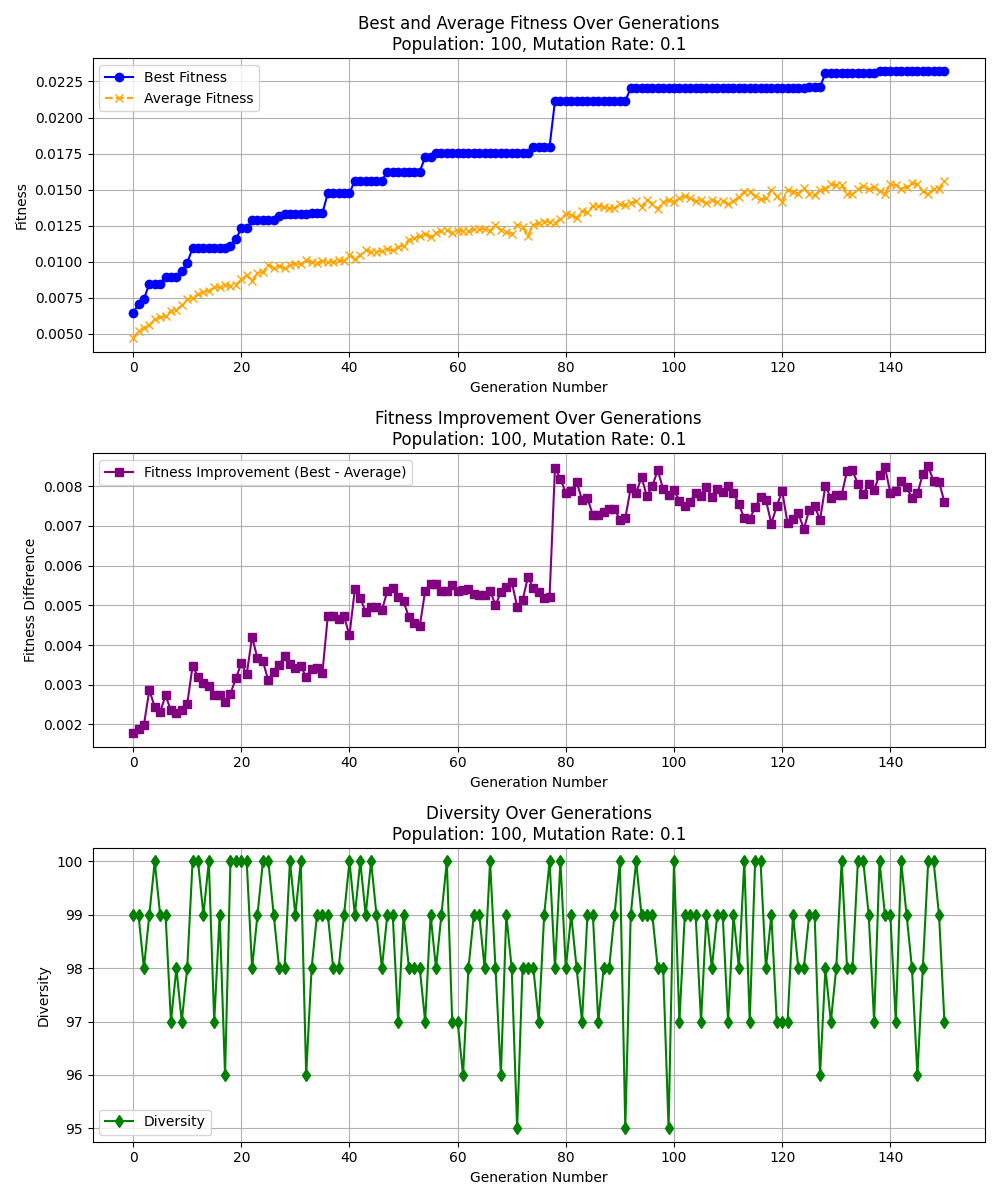 Best and Average Fitness Over Generations
Population: 100, Mutation Rate: 0.1
Best Fitness
Average Fitness
0.0225
0.0200
0.0175
0.0150
0.0125
0.0100
0.0075
0.0050
Fitness
0 20 40 60 80 100 120 140
Generation Number
Fitness Improvement Over Generations
Population: 100, Mutation Rate: 0.1
Fitness Improvement (Best - Average)
0.008
0.007
0.006
0.005
0.004
0.003
0.002
Fitness Difference
0 20 40 60 80 100 120 140
Generation Number
Diversity Over Generations
Population: 100, Mutation Rate: 0.1
100
99
98
97
96
95
Diversity
Diversity
0 20 40 60 80 100 120 140
Generation Number